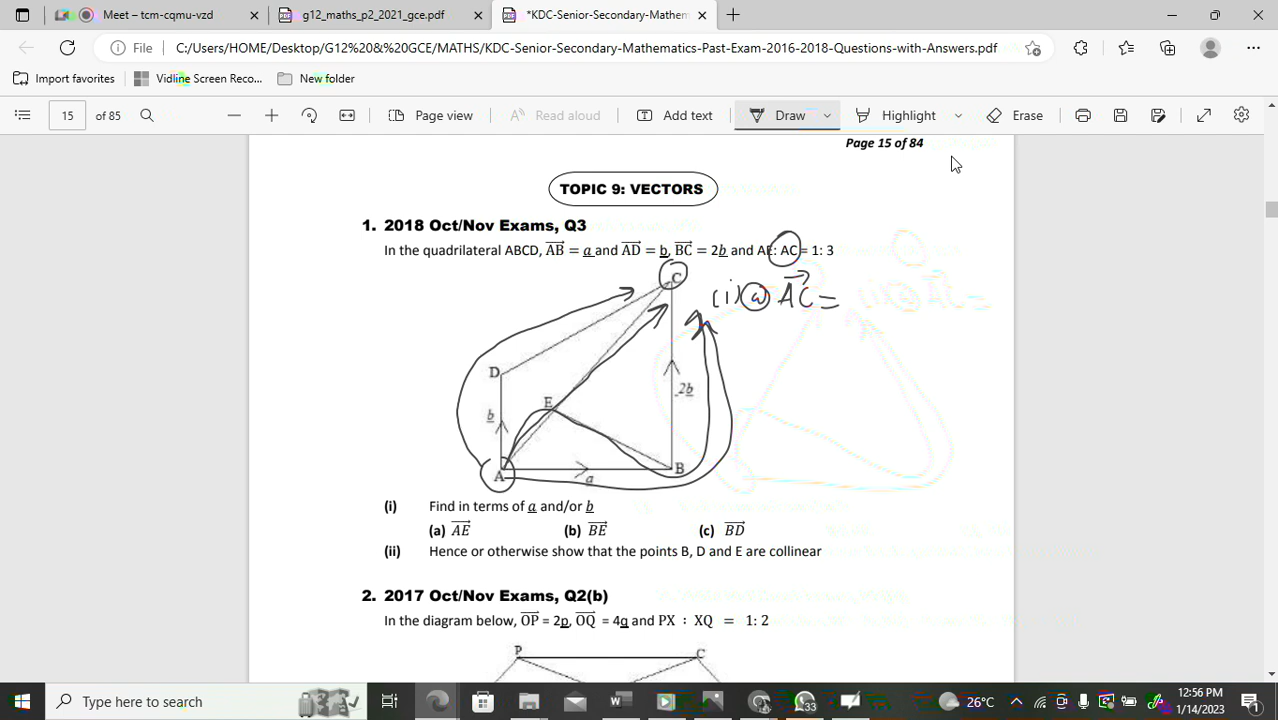 Meet – tcm-cqmu-vzd
g12_maths_p2_2021_gce.pdf
*KDC-Senior-Secondary-Mathemati
File
C:/Users/HOME/Desktop/G12%20&%20GCE/MATHS/KDC-Senior-Secondary-Mathematics-Past-Exam-2016-2018-Questions-with-Answers.pdf
Import favorites
Vidline Screen Reco...
New folder
15 of 85
Page view
Read aloud
Add text
Draw
Highlight
Erase
Page 15 of 84
TOPIC 9: VECTORS
1. 2018 Oct/Nov Exams, Q3
In the quadrilateral ABCD, AB = a and AD = b, BC = 2b and AE: AC = 1: 3
C
(i) (a) AC =
D
2b
E
b
B
A
a
(i) Find in terms of a and/or b
(a) AE (b) BE (c) BD
(ii) Hence or otherwise show that the points B, D and E are collinear
2. 2017 Oct/Nov Exams, Q2(b)
In the diagram below, OP = 2p, OQ = 4q and PX : XQ = 1: 2
P C
Type here to search
33
26°C
12:56 PM
1/14/2023